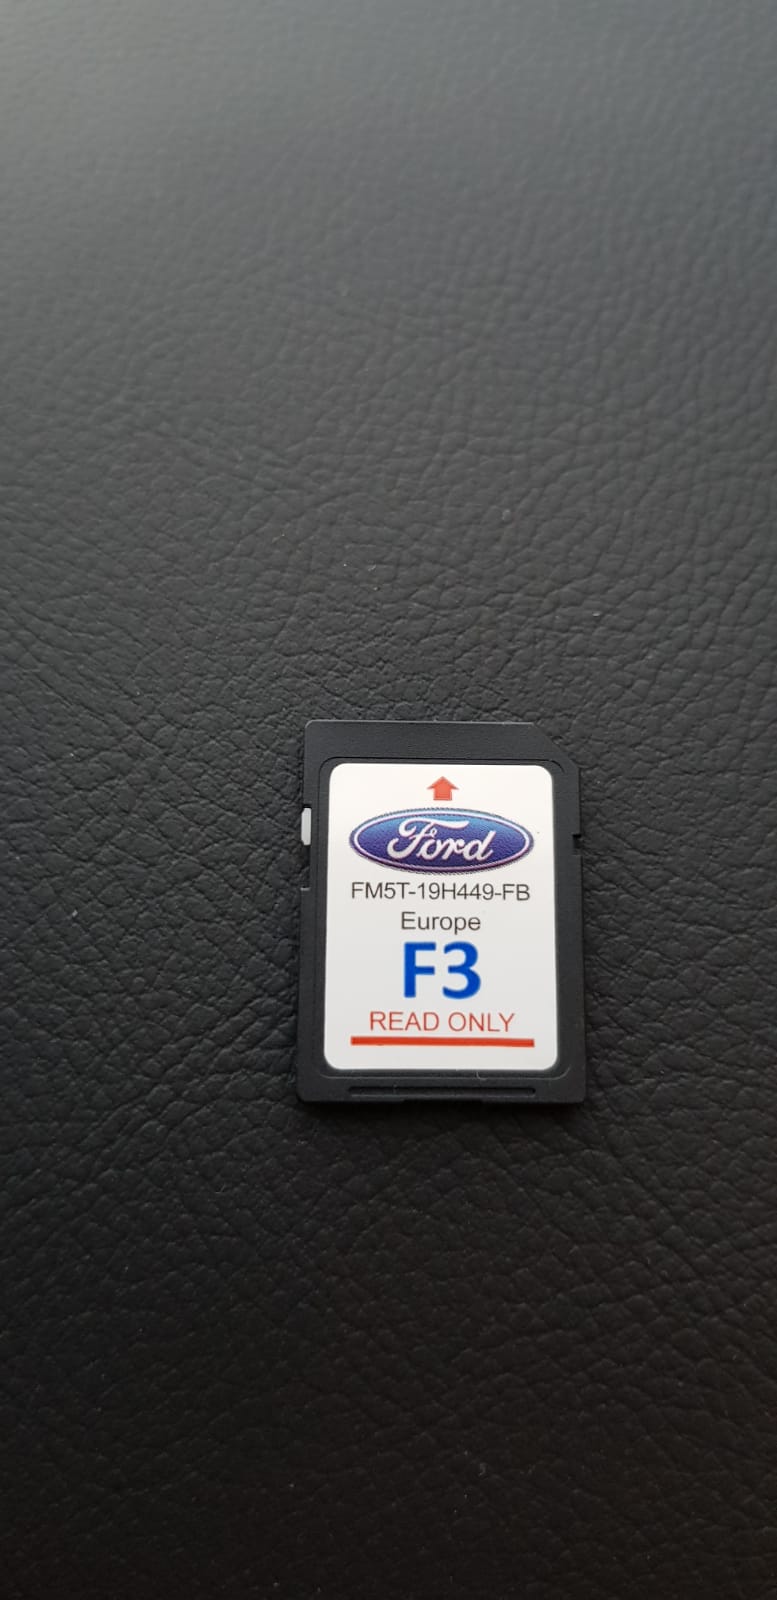 Ford
FM5T-19H449-FB
Europe
F3
READ ONLY